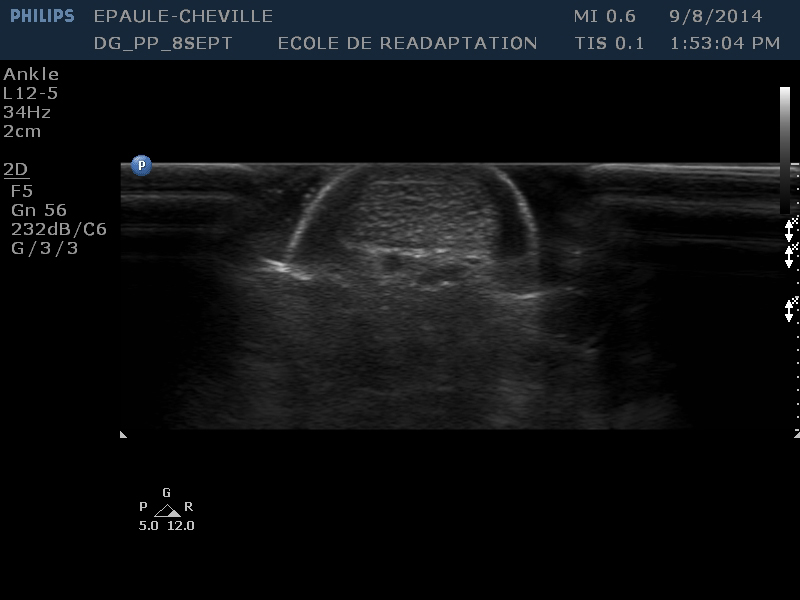 PHILIPS EPAULE-CHEVILLE MI 0.6 9/8/2014
DG_PP_8SEPT ECOLE DE READAPTATION TIS 0.1 1:53:04 PM
Ankle
L12-5
34Hz
2cm
2D
F5
Gn 56
232dB/C6
G/3/3
P
G
P R
5.0 12.0